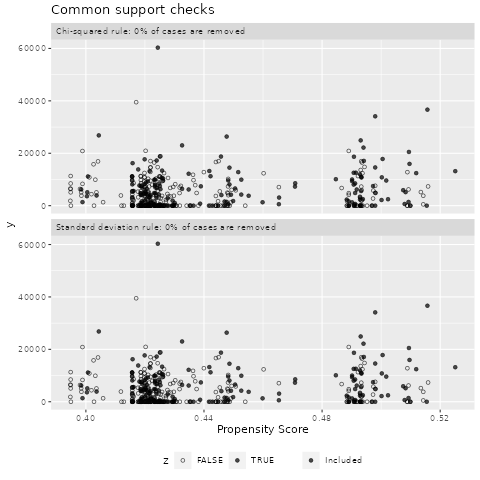 Common support checks
Chi-squared rule: 0% of cases are removed
60000
40000
20000
0
Standard deviation rule: 0% of cases are removed
60000
40000
20000
0
y
0.40 0.44 0.48 0.52
Propensity Score
z FALSE TRUE Included